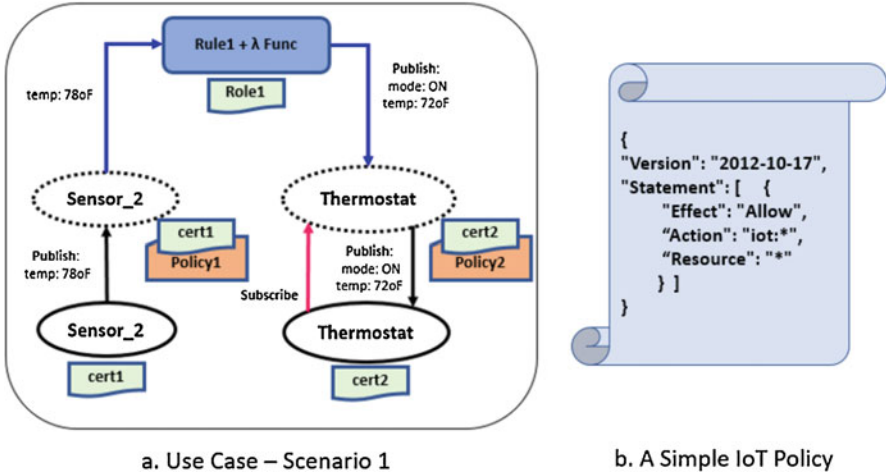 Rule1 + λ Func
Role1
temp: 78oF
Publish:
mode: ON
temp: 72oF
Sensor_2
cert1
Policy1
Thermostat
cert2
Policy2
Publish:
temp: 78oF
Subscribe
Publish:
mode: ON
temp: 72oF
Sensor_2
cert1
Thermostat
cert2
a. Use Case – Scenario 1
{
"Version": "2012-10-17",
"Statement": [ {
"Effect": "Allow",
“Action": "iot:*",
“Resource": "*"
} ]
}
b. A Simple IoT Policy